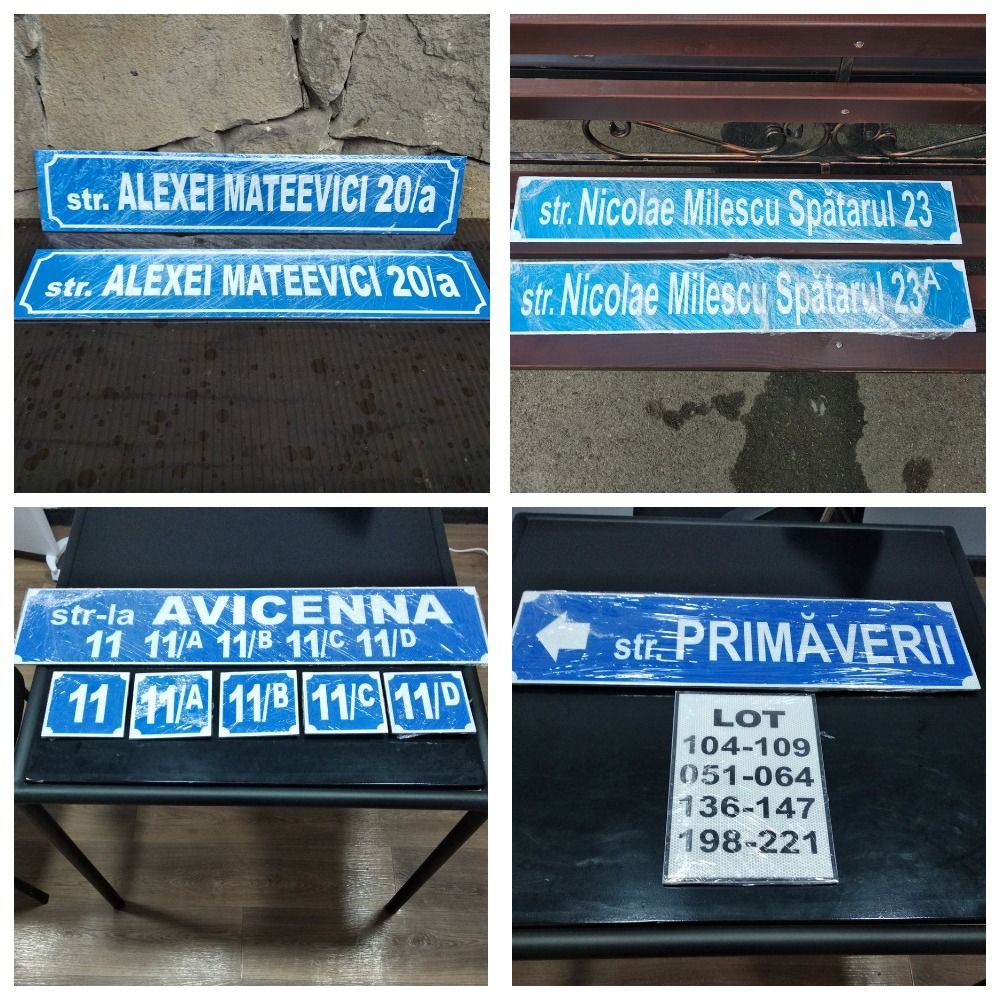 str. ALEXEI MATEEVICI 20/a
str. ALEXEI MATEEVICI 20/a
str. Nicolae Milescu Spătarul 23
str. Nicolae Milescu Spătarul 23A
str-la AVICENNA
11 11/A 11/B 11/C 11/D
11 11/A 11/B 11/C 11/D
str. PRIMĂVERII
LOT
104-109
051-064
136-147
198-221